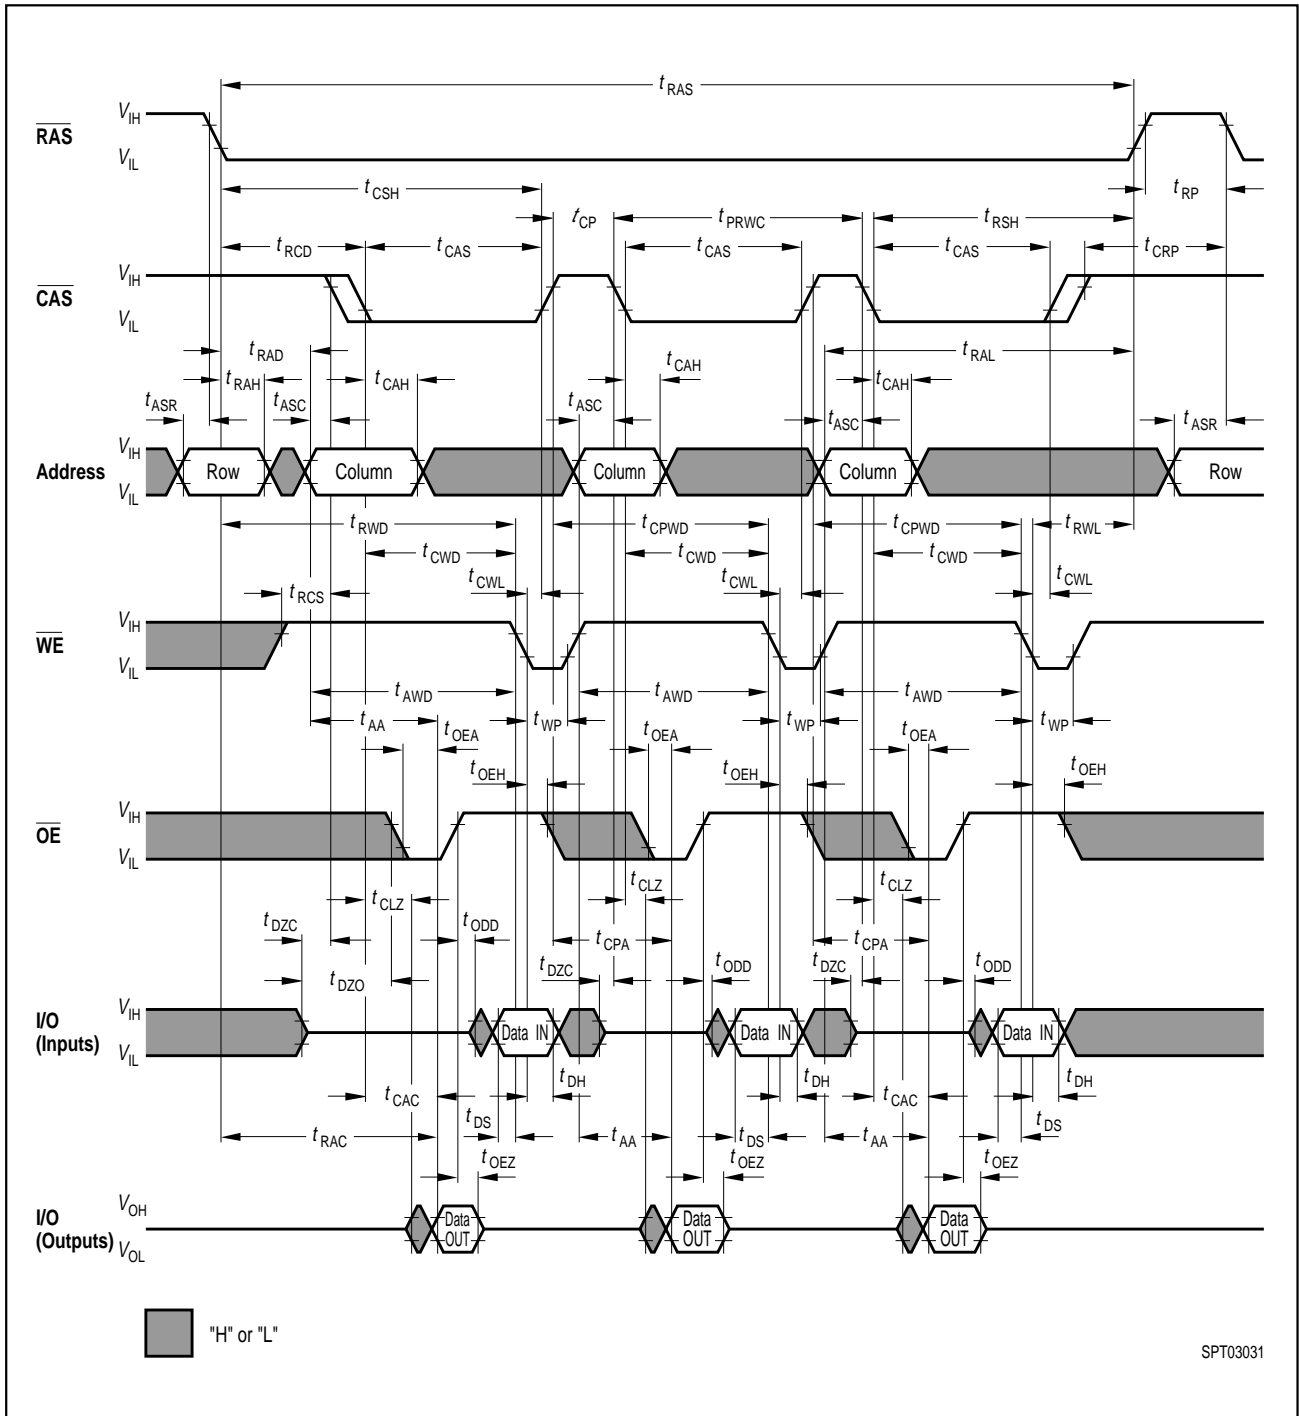 tRAS
VIH
RAS
VIL
tCSH
tRP
tCP
tPRWC
tRSH
tRCD
tCAS
tCAS
tCAS
tCRP
VIH
CAS
VIL
tRAD
tRAL
tRAH
tCAH
tCAH
tCAH
tASR
tASC
tASC
tASC
tASR
VIH
Address
Row
Column
Column
Column
Row
VIL
tRWD
tCPWD
tCPWD
tRWL
tCWD
tCWD
tCWD
tCWL
tCWL
tCWL
tRCS
VIH
WE
VIL
tAWD
tAWD
tAWD
tAA
tWP
tWP
tWP
tOEA
tOEA
tOEA
tOEH
tOEH
tOEH
VIH
OE
VIL
tCLZ
tCLZ
tCLZ
tDZC
tODD
tCPA
tCPA
tDZC
tODD
tDZC
tODD
tDZO
VIH
I/O
(Inputs)
Data IN
Data IN
Data IN
VIL
tCAC
tDH
tDH
tCAC
tDH
tDS
tDS
tDS
tRAC
tAA
tAA
tOEZ
tOEZ
tOEZ
VOH
I/O
(Outputs)
Data
OUT
Data
OUT
Data
OUT
VOL
"H" or "L"
SPT03031